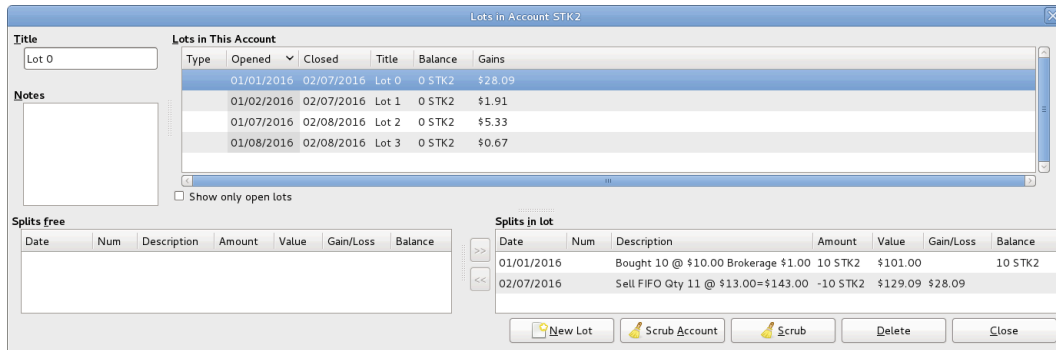 Lots in Account STK2
Title
Lot 0
Notes
Lots in This Account
Type Opened Closed Title Balance Gains
01/01/2016 02/07/2016 Lot 0 0 STK2 $28.09
01/02/2016 02/07/2016 Lot 1 0 STK2 $1.91
01/07/2016 02/08/2016 Lot 2 0 STK2 $5.33
01/08/2016 02/08/2016 Lot 3 0 STK2 $0.67
Show only open lots
Splits free
Date Num Description Amount Value Gain/Loss Balance
>>
<<
Splits in lot
Date Num Description Amount Value Gain/Loss Balance
01/01/2016 Bought 10 @ $10.00 Brokerage $1.00 10 STK2 $101.00 10 STK2
02/07/2016 Sell FIFO Qty 11 @ $13.00=$143.00 -10 STK2 $129.09 $28.09
New Lot Scrub Account Scrub Delete Close